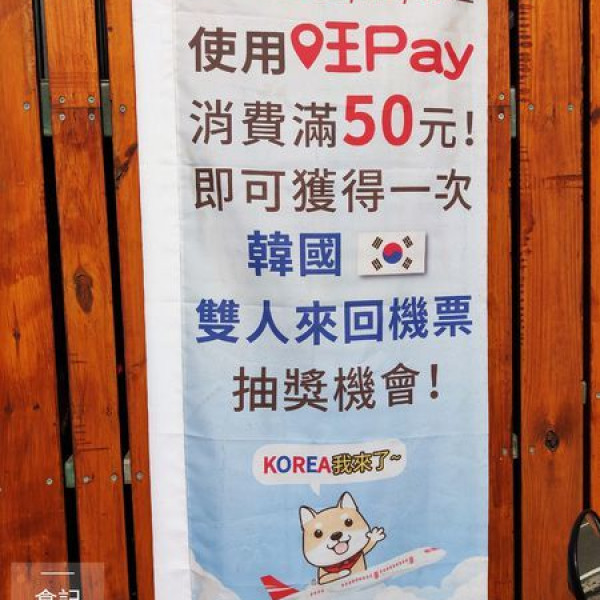 使用旺Pay
消費滿50元!
即可獲得一次
韓國
雙人來回機票
抽獎機會!
KOREA我來了~
食記